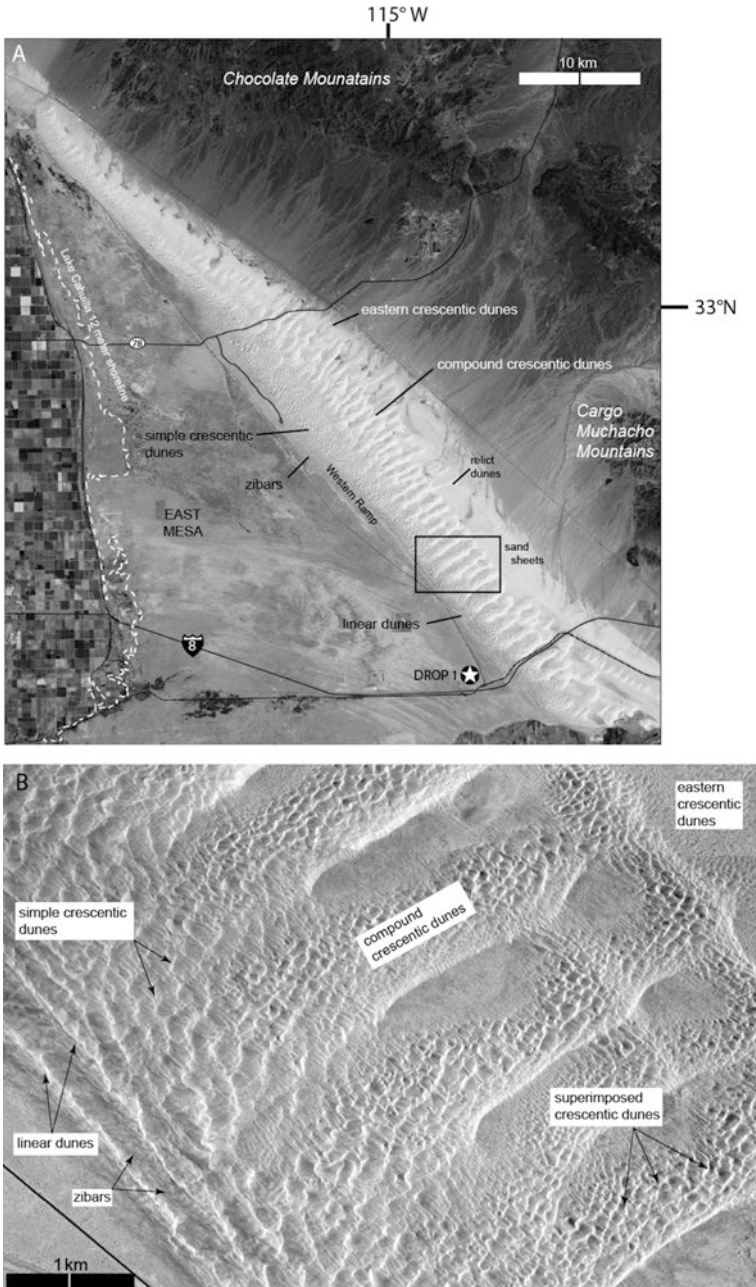 115° W
A
Chocolate Mounatains
10 km
33°N
Lake Cahuilla 12 meter shoreline
78
eastern crescentic dunes
compound crescentic dunes
Cargo
Muchacho
Mountains
simple crescentic
dunes
zibars
relict
dunes
Western Ramp
EAST
MESA
sand
sheets
linear dunes
8
DROP 1
B
eastern
crescentic
dunes
simple crescentic
dunes
compound
crescentic dunes
superimposed
crescentic dunes
linear dunes
zibars
1 km